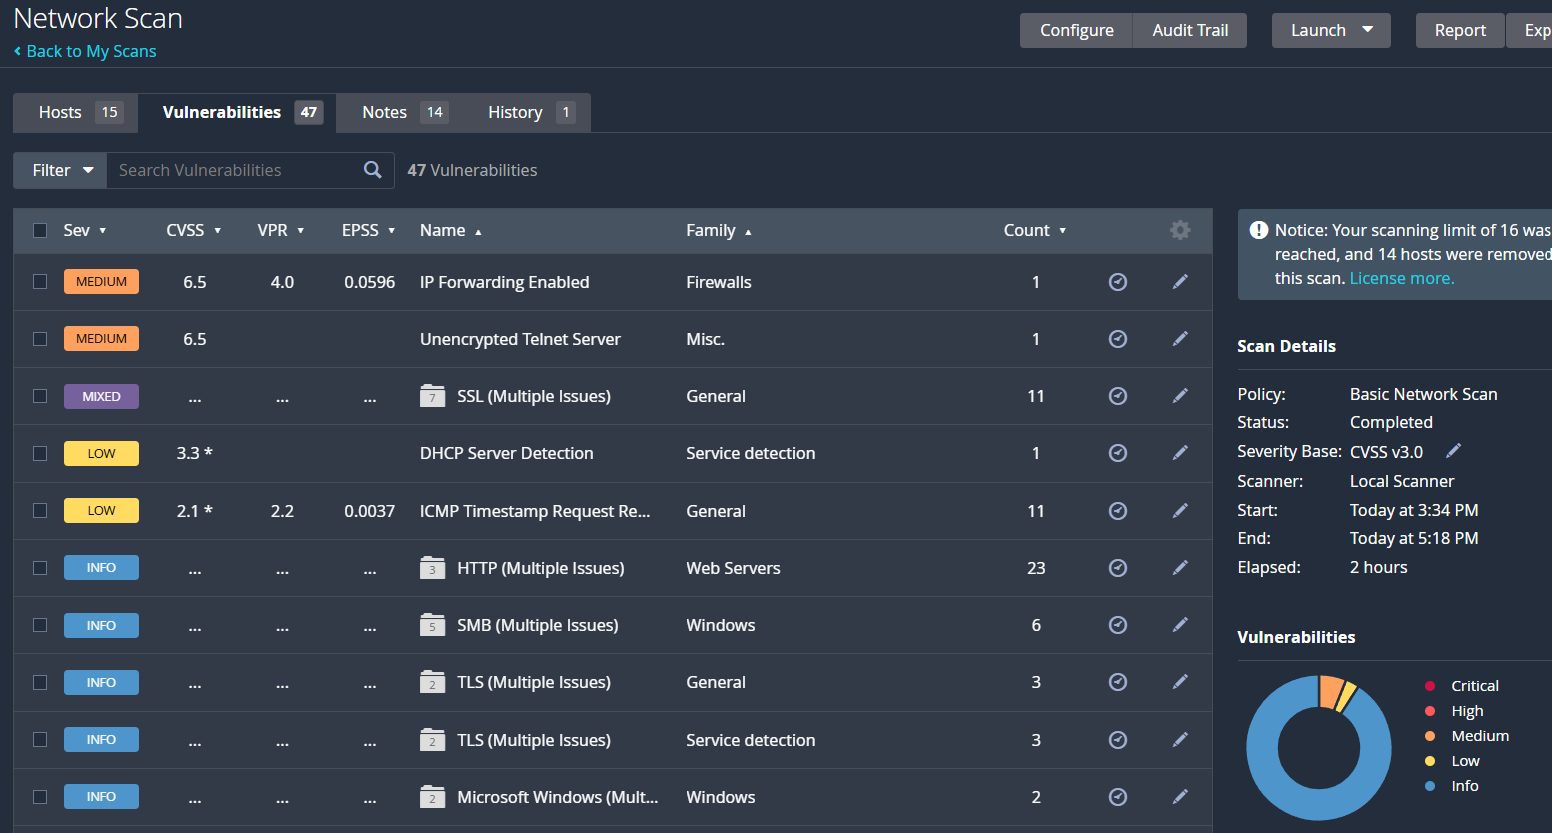 Network Scan
Back to My Scans
Configure Audit Trail Launch Report Exp
Hosts 15 Vulnerabilities 47 Notes 14 History 1
Filter Search Vulnerabilities 47 Vulnerabilities
Sev CVSS VPR EPSS Name Family Count
MEDIUM 6.5 4.0 0.0596 IP Forwarding Enabled Firewalls 1
MEDIUM 6.5 Unencrypted Telnet Server Misc. 1
MIXED ... ... ... 7 SSL (Multiple Issues) General 11
LOW 3.3 * DHCP Server Detection Service detection 1
LOW 2.1 * 2.2 0.0037 ICMP Timestamp Request Re... General 11
INFO ... ... ... 3 HTTP (Multiple Issues) Web Servers 23
INFO ... ... ... 5 SMB (Multiple Issues) Windows 6
INFO ... ... ... 2 TLS (Multiple Issues) General 3
INFO ... ... ... 2 TLS (Multiple Issues) Service detection 3
INFO ... ... ... 2 Microsoft Windows (Mult... Windows 2
Notice: Your scanning limit of 16 was
reached, and 14 hosts were removed
this scan. License more.
Scan Details
Policy: Basic Network Scan
Status: Completed
Severity Base: CVSS v3.0
Scanner: Local Scanner
Start: Today at 3:34 PM
End: Today at 5:18 PM
Elapsed: 2 hours
Vulnerabilities
Critical
High
Medium
Low
Info